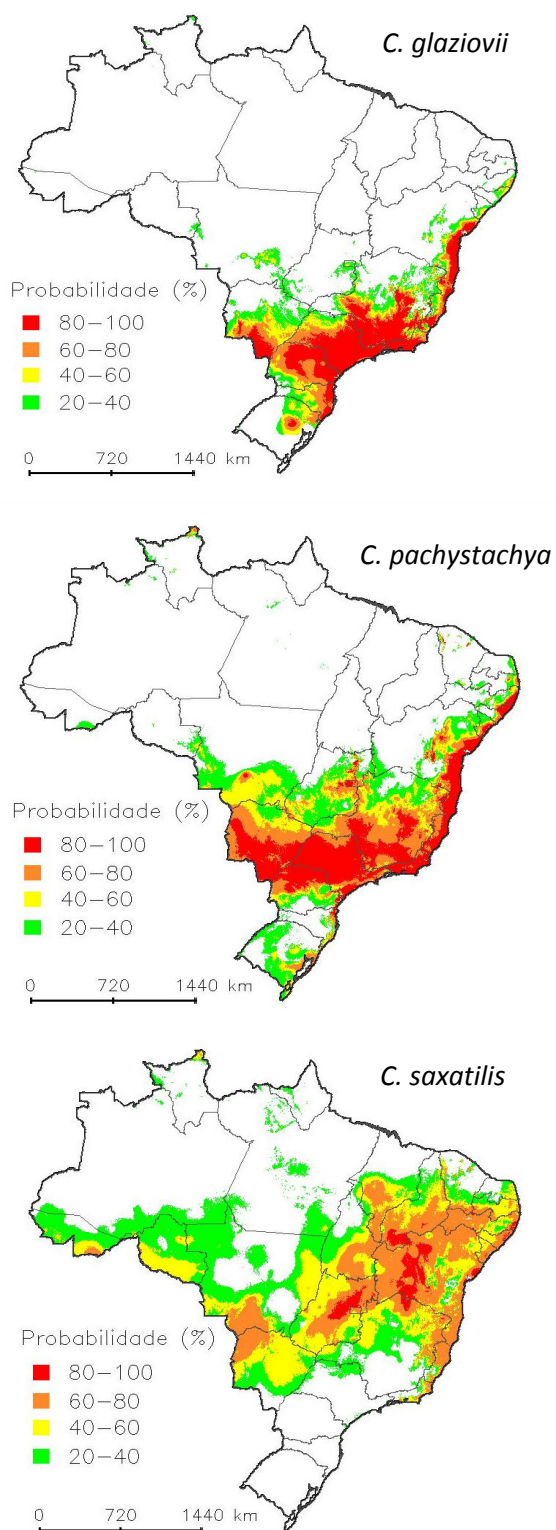 C. glaziovii
Probabilidade (%)
80–100
60–80
40–60
20–40
0 720 1440 km
C. pachystachya
Probabilidade (%)
80–100
60–80
40–60
20–40
0 720 1440 km
C. saxatilis
Probabilidade (%)
80–100
60–80
40–60
20–40
0 720 1440 km